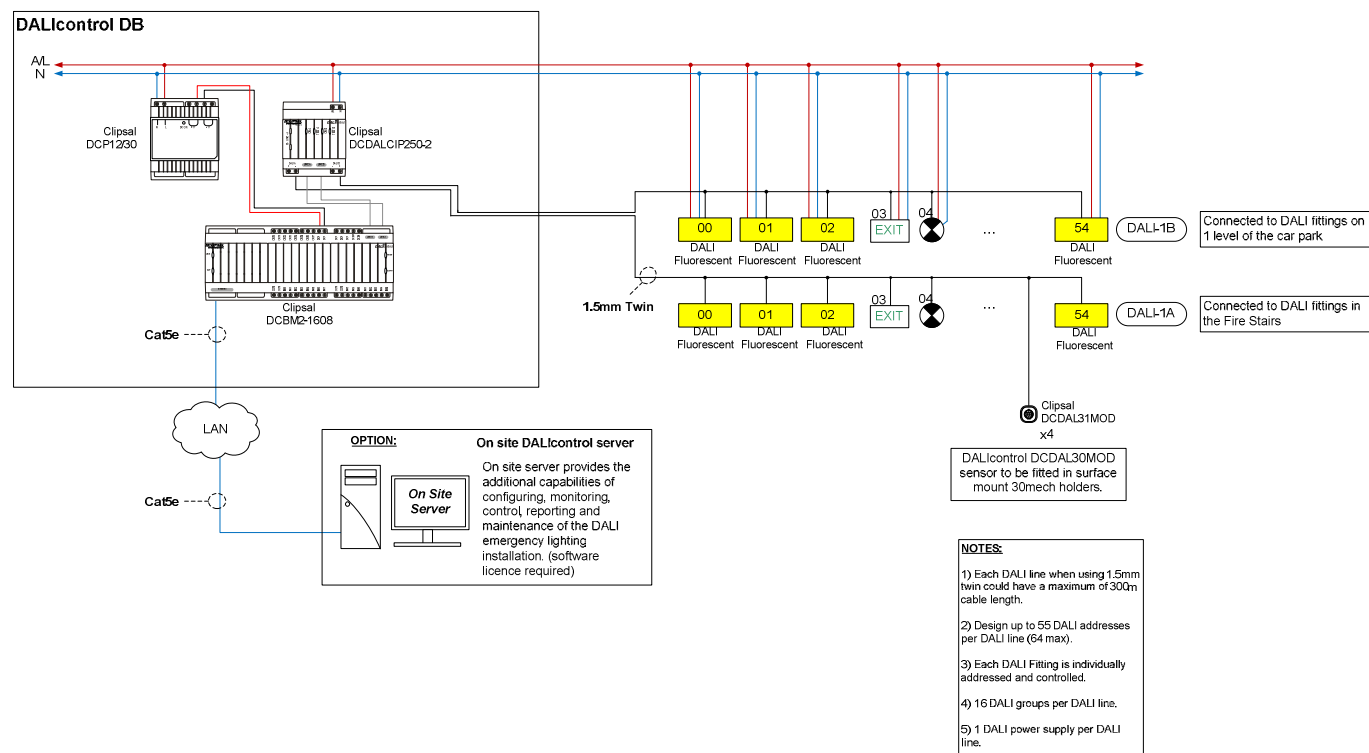 DALIcontrol DB
A/L
N
Clipsal
DCP12/30
Clipsal
DCDALCIP250-2
Clipsal
DCBM2-1608
Cat5e
LAN
Cat5e
1.5mm Twin
00
DALI
Fluorescent
01
DALI
Fluorescent
02
DALI
Fluorescent
03
EXIT
04
...
54
DALI
Fluorescent
DALI-1B
Connected to DALI fittings on
1 level of the car park
00
DALI
Fluorescent
01
DALI
Fluorescent
02
DALI
Fluorescent
03
EXIT
04
...
54
DALI
Fluorescent
DALI-1A
Connected to DALI fittings in
the Fire Stairs
Clipsal
DCDAL31MOD
x4
DALIcontrol DCDAL30MOD
sensor to be fitted in surface
mount 30mech holders.
OPTION:
On site DALIcontrol server
On Site
Server
On site server provides the
additional capabilities of
configuring, monitoring,
control, reporting and
maintenance of the DALI
emergency lighting
installation. (software
licence required)
NOTES:
1) Each DALI line when using 1.5mm
twin could have a maximum of 300m
cable length.
2) Design up to 55 DALI addresses
per DALI line (64 max).
3) Each DALI Fitting is individually
addressed and controlled.
4) 16 DALI groups per DALI line.
5) 1 DALI power supply per DALI
line.